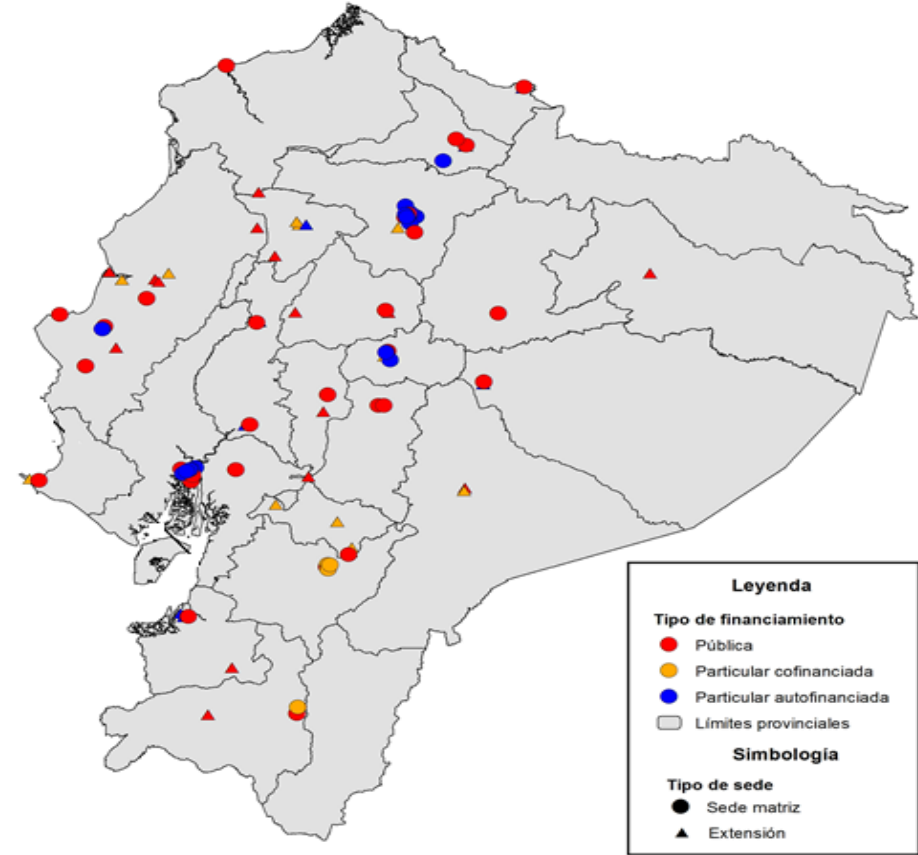 Leyenda
Tipo de financiamiento
Pública
Particular cofinanciada
Particular autofinanciada
Límites provinciales
Simbología
Tipo de sede
Sede matriz
Extensión